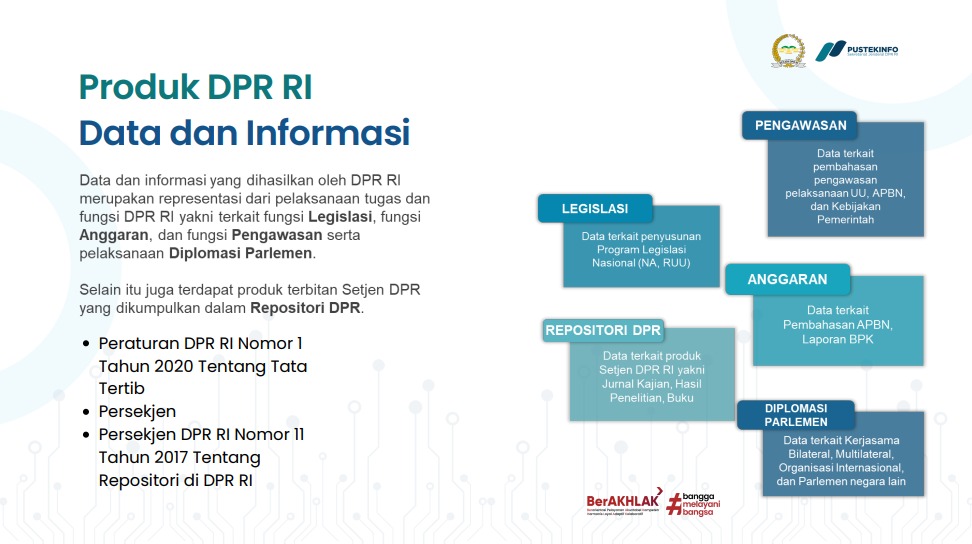 PUSTEKINFO
Produk DPR RI
Data dan Informasi
Data dan informasi yang dihasilkan oleh DPR RI
merupakan representasi dari pelaksanaan tugas dan
fungsi DPR RI yakni terkait fungsi Legislasi, fungsi
Anggaran, dan fungsi Pengawasan serta
pelaksanaan Diplomasi Parlemen.
Selain itu juga terdapat produk terbitan Setjen DPR
yang dikumpulkan dalam Repositori DPR.
• Peraturan DPR RI Nomor 1
Tahun 2020 Tentang Tata
Tertib
• Persekjen
• Persekjen DPR RI Nomor 11
Tahun 2017 Tentang
Repositori di DPR RI
PENGAWASAN
Data terkait
pembahasan
pengawasan
pelaksanaan UU, APBN,
dan Kebijakan
Pemerintah
LEGISLASI
Data terkait penyusunan
Program Legislasi
Nasional (NA, RUU)
ANGGARAN
Data terkait
Pembahasan APBN,
Laporan BPK
REPOSITORI DPR
Data terkait produk
Setjen DPR RI yakni
Jurnal Kajian, Hasil
Penelitian, Buku
DIPLOMASI
PARLEMEN
Data terkait Kerjasama
Bilateral, Multilateral,
Organisasi Internasional,
dan Parlemen negara lain
BerAKHLAK
#bangga
melayani
bangsa